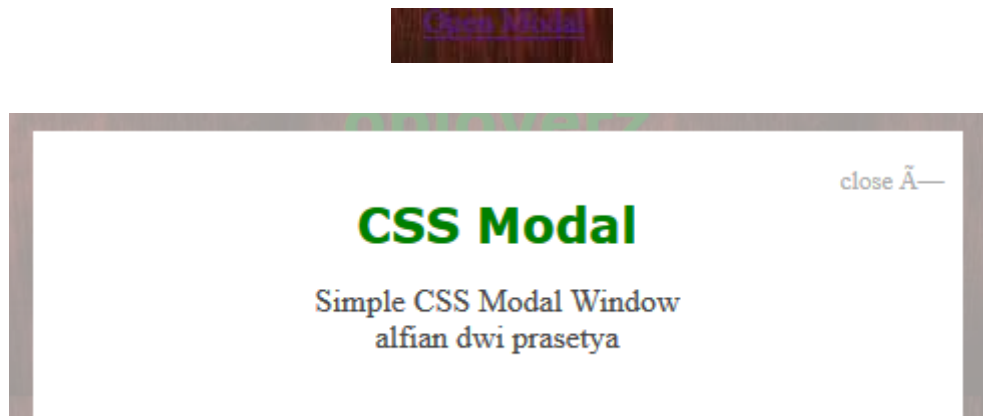 Open Modal
close Ã—
CSS Modal
Simple CSS Modal Window
alfian dwi prasetya